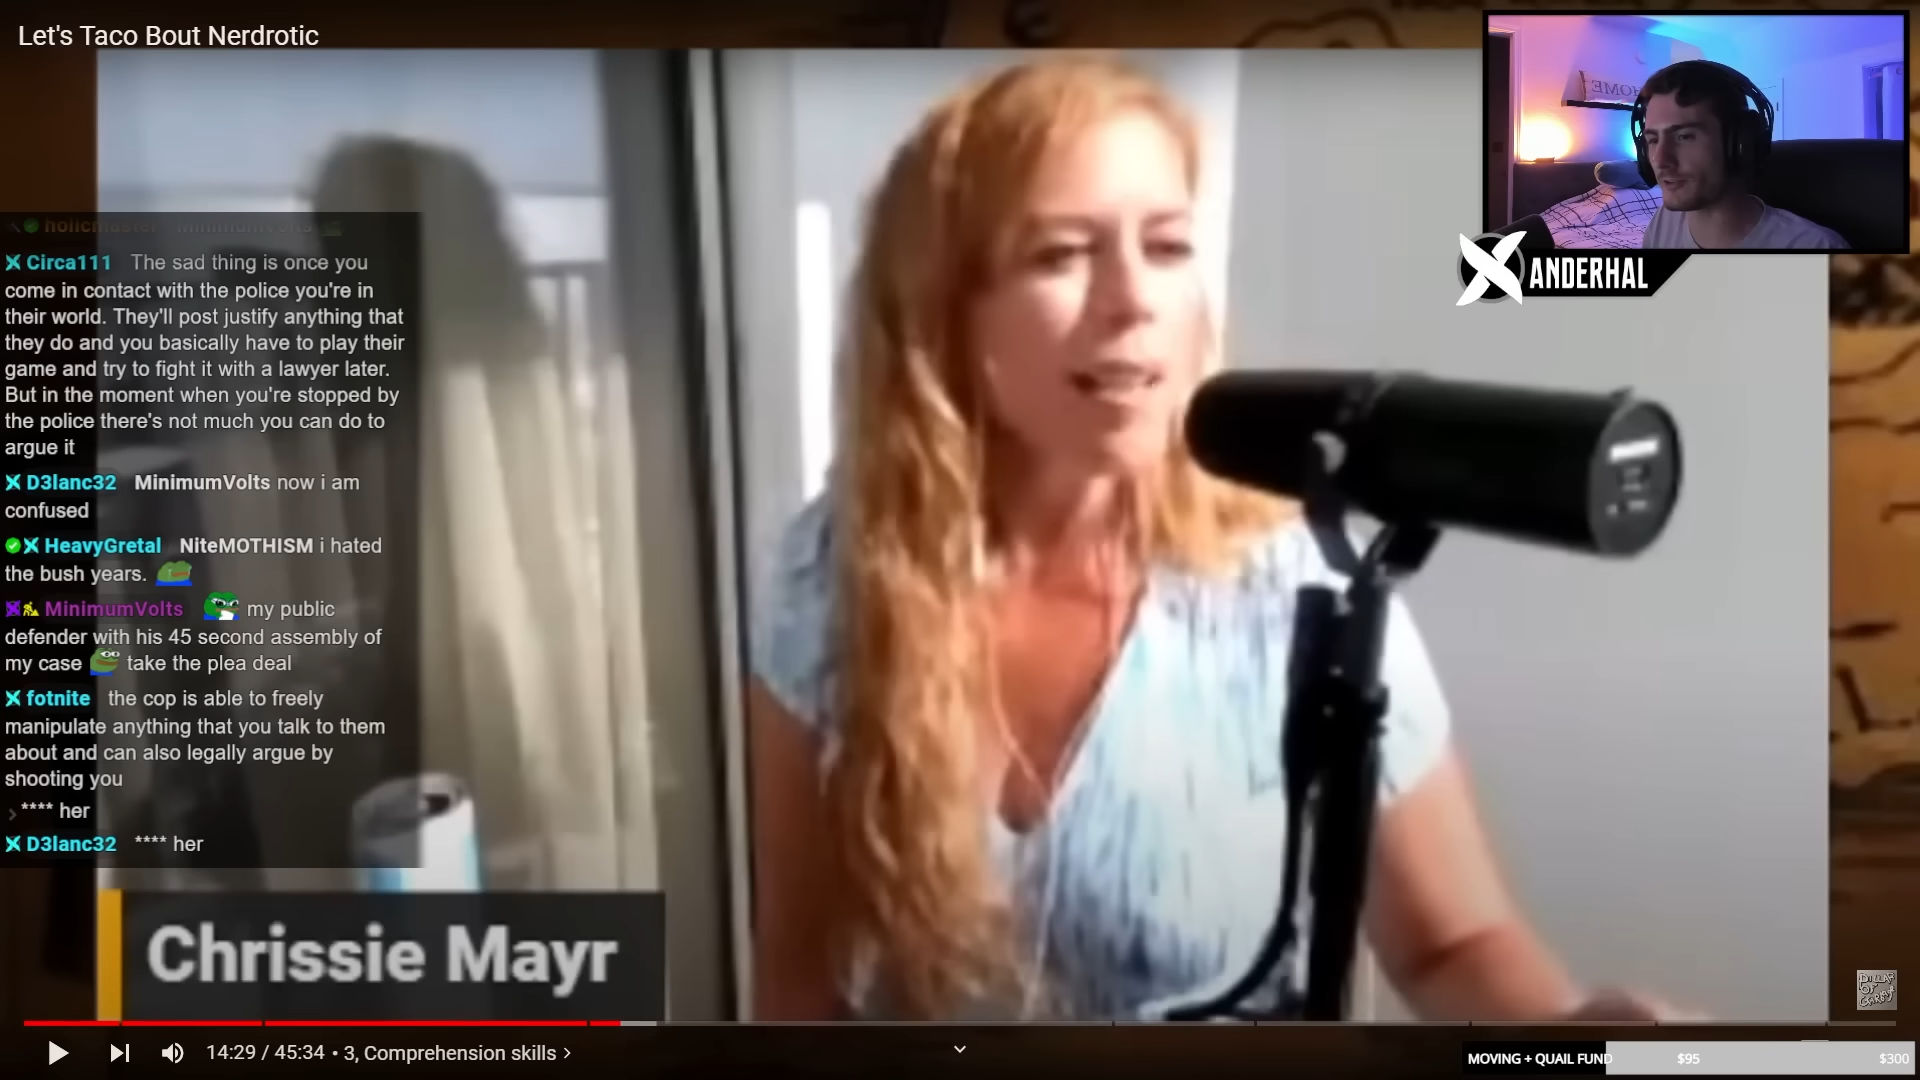 Let's Taco Bout Nerdrotic
HOME
ANDERHAL
holicmaster MinimumVolts
Circa111 The sad thing is once you
come in contact with the police you're in
their world. They'll post justify anything that
they do and you basically have to play their
game and try to fight it with a lawyer later.
But in the moment when you're stopped by
the police there's not much you can do to
argue it
D3lanc32 MinimumVolts now i am
confused
HeavyGretal NiteMOTHISM i hated
the bush years.
MinimumVolts my public
defender with his 45 second assembly of
my case take the plea deal
fotnite the cop is able to freely
manipulate anything that you talk to them
about and can also legally argue by
shooting you
**** her
D3lanc32 **** her
Chrissie Mayr
14:29 / 45:34 • 3, Comprehension skills >
MOVING + QUAIL FUND $95 $300